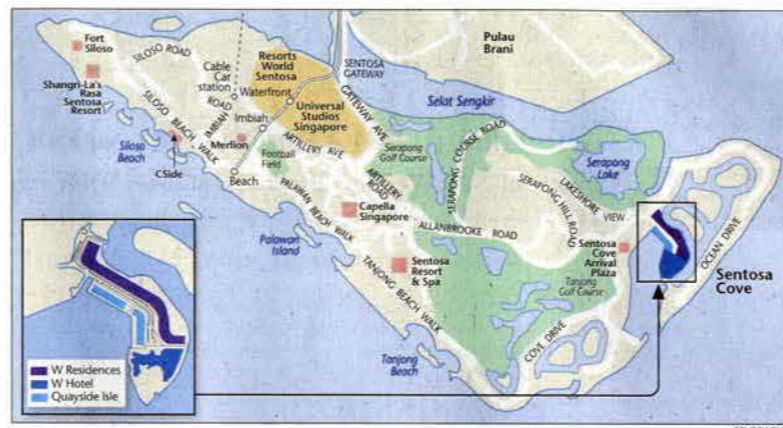 Fort
Siloso
Shangri-La's
Rasa
Sentosa
Resort
SILOSO ROAD
SILOSO BEACH WALK
Siloso
Beach
CSide
Cable
Car
station
IMBIAH
ROAD
Waterfront
Imbiah
Merlion
Beach
Resorts
World
Sentosa
Universal
Studios
Singapore
SENTOSA
GATEWAY
GATEWAY AVE
ARTILLERY AVE
Football
Field
ARTILLERY
ROAD
PALAWAN BEACH WALK
Palawan
Island
Capella
Singapore
Pulau
Brani
Selat Sengkir
Serapong
Golf Course
SERAPONG COURSE ROAD
Serapong
Lake
LAKESHORE
VIEW
SERAPONG HILL ROAD
ALLANBROOKE ROAD
Sentosa
Resort
& Spa
TANJONG BEACH WALK
Tanjong
Beach
Tanjong
Golf Course
Sentosa
Cove
Arrival
Plaza
COVE DRIVE
OCEAN DRIVE
Sentosa
Cove
W Residences
W Hotel
Quayside Isle